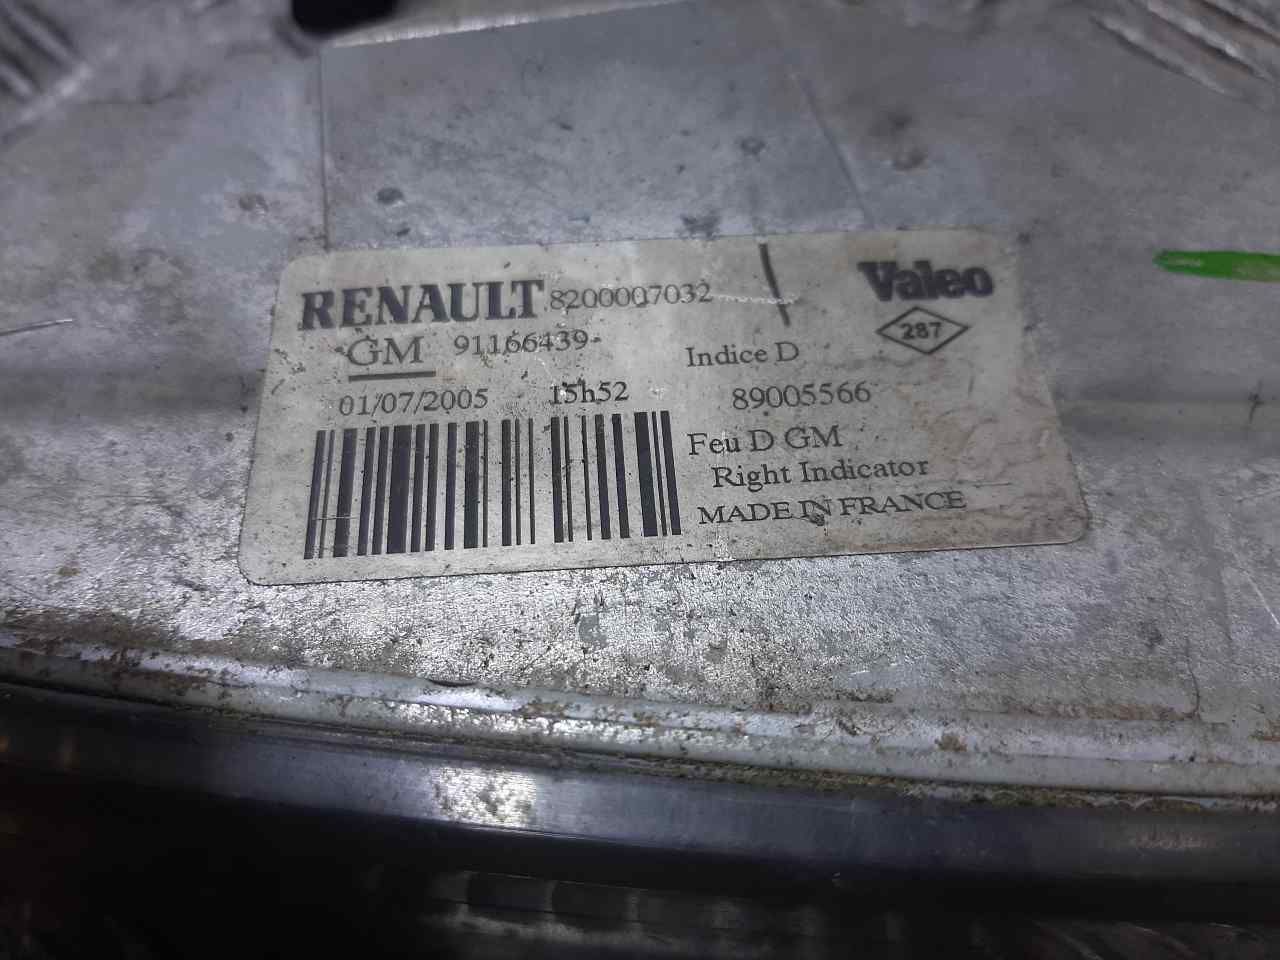 RENAULT 8200007032 Valeo
287
GM 91166439 Indice D
01/07/2005 15h52 89005566
Feu D GM
Right Indicator
MADE IN FRANCE